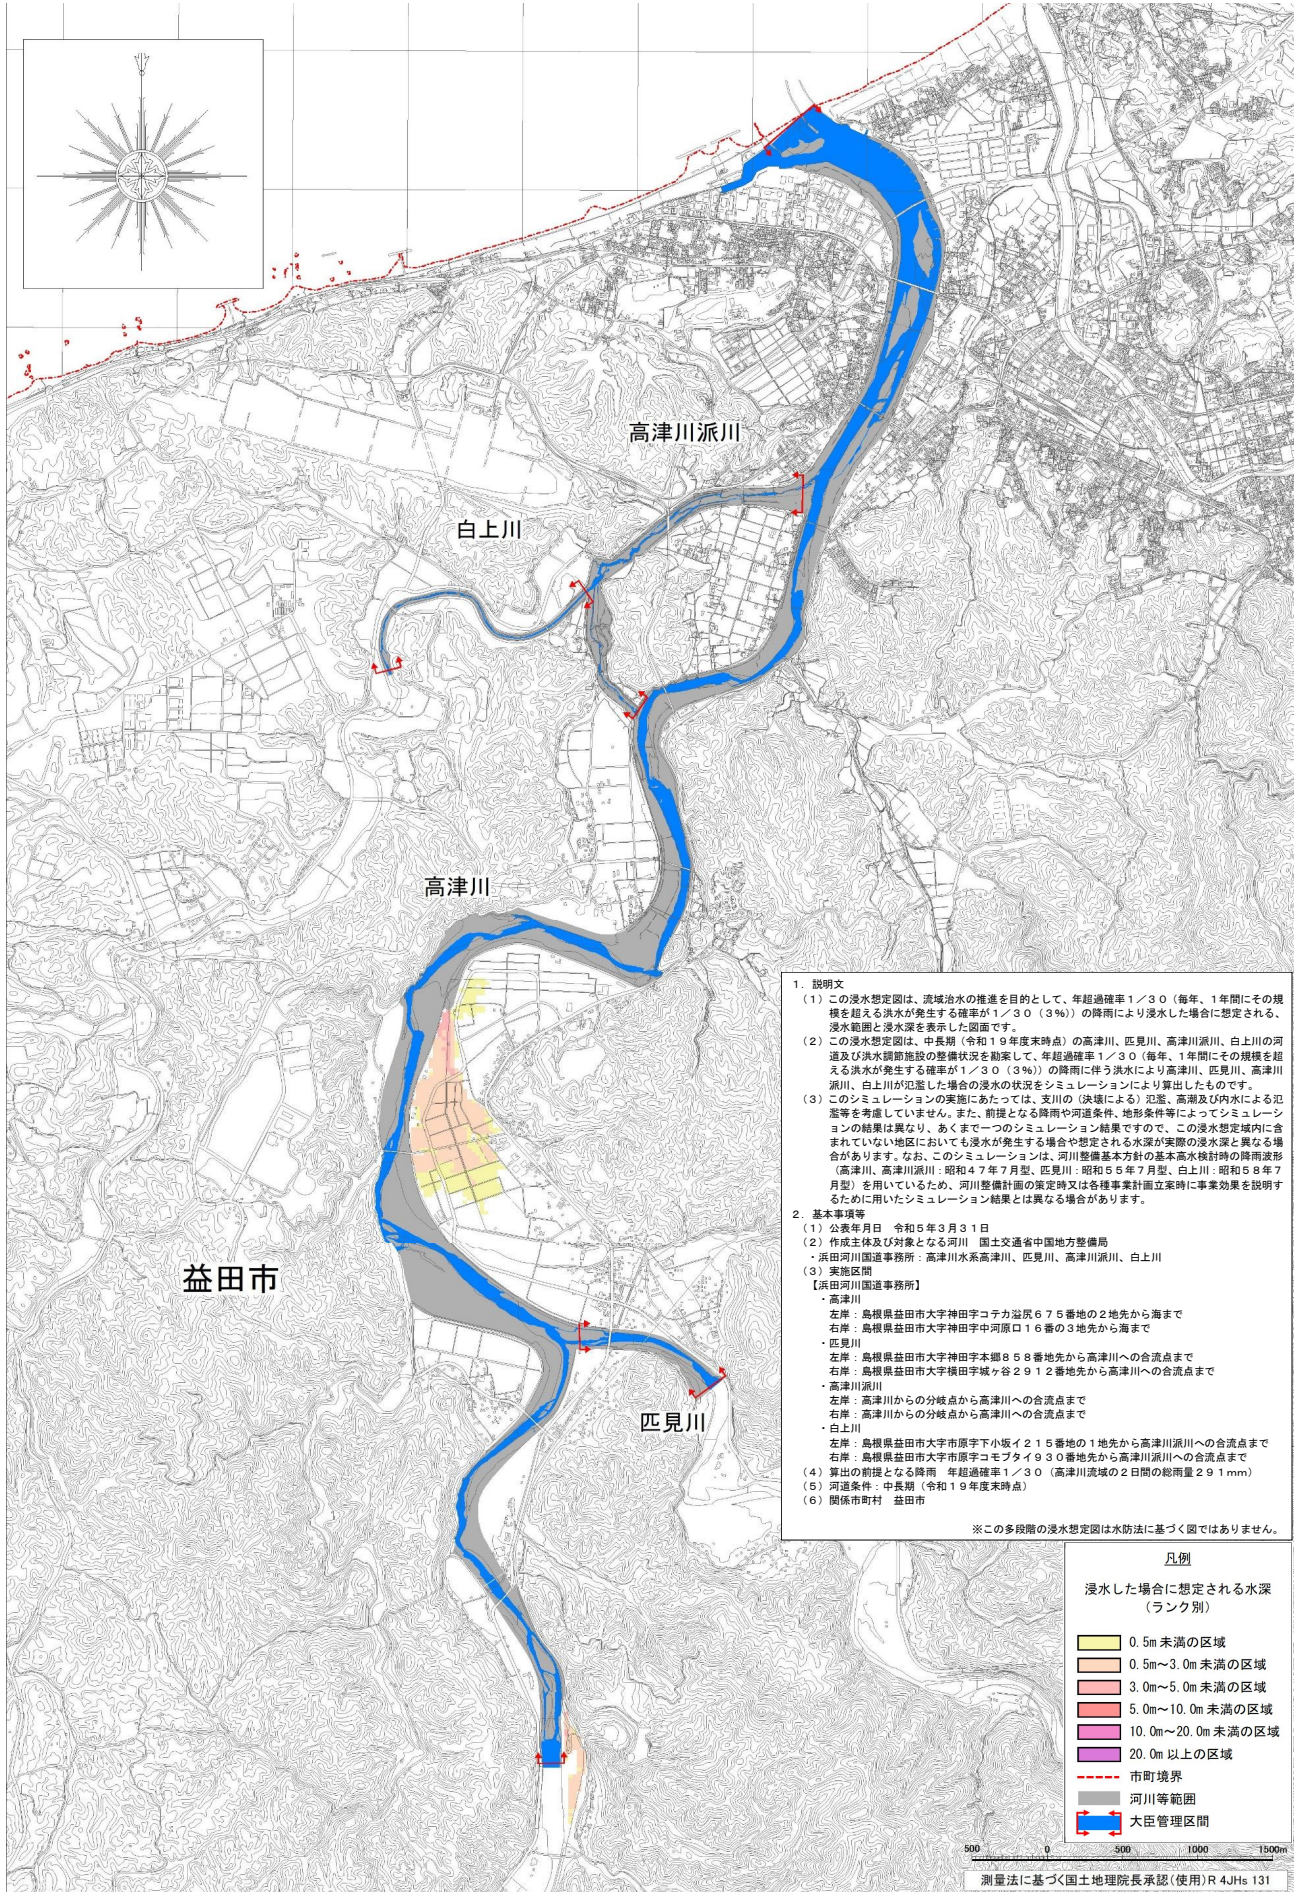 高津川派川
白上川
高津川
益田市
匹見川
1．説明文
（1）この浸水想定図は、流域治水の推進を目的として、年超過確率1／30（毎年、1年間にその規
模を超える洪水が発生する確率が1／30（3％））の降雨により浸水した場合に想定される、
浸水範囲と浸水深を表示した図面です。
（2）この浸水想定図は、中長期（令和19年度末時点）の高津川、匹見川、高津川派川、白上川の河
道及び洪水調節施設の整備状況を勘案して、年超過確率1／30（毎年、1年間にその規模を超
える洪水が発生する確率が1／30（3％））の降雨に伴う洪水により高津川、匹見川、高津川
派川、白上川が氾濫した場合の浸水の状況をシミュレーションにより算出したものです。
（3）このシミュレーションの実施にあたっては、支川の（決壊による）氾濫、高潮及び内水による氾
濫等を考慮していません。また、前提となる降雨や河道条件、地形条件等によってシミュレーショ
ンの結果は異なり、あくまで一つのシミュレーション結果ですので、この浸水想定域内に含
まれていない地区においても浸水が発生する場合や想定される水深が実際の浸水深と異なる場
合があります。なお、このシミュレーションは、河川整備基本方針の基本高水検討時の降雨波形
（高津川、高津川派川：昭和47年7月型、匹見川：昭和55年7月型、白上川：昭和58年7
月型）を用いているため、河川整備計画の策定時又は各種事業計画立案時に事業効果を説明す
るために用いたシミュレーション結果とは異なる場合があります。
2．基本事項等
（1）公表年月日　令和5年3月31日
（2）作成主体及び対象となる河川　国土交通省中国地方整備局
・浜田河川国道事務所：高津川水系高津川、匹見川、高津川派川、白上川
（3）実施区間
【浜田河川国道事務所】
・高津川
左岸：島根県益田市大字神田字コテカ溢尻675番地の2地先から海まで
右岸：島根県益田市大字神田字中河原口16番の3地先から海まで
・匹見川
左岸：島根県益田市大字神田字本郷858番地先から高津川への合流点まで
右岸：島根県益田市大字横田字城ヶ谷2912番地先から高津川への合流点まで
・高津川派川
左岸：高津川からの分岐点から高津川への合流点まで
右岸：高津川からの分岐点から高津川への合流点まで
・白上川
左岸：島根県益田市大字市原字下小坂イ215番地の1地先から高津川派川への合流点まで
右岸：島根県益田市大字市原字コモブタイ930番地先から高津川派川への合流点まで
（4）算出の前提となる降雨　年超過確率1／30（高津川流域の2日間の総雨量291mm）
（5）河道条件：中長期（令和19年度末時点）
（6）関係市町村　益田市
※この多段階の浸水想定図は水防法に基づく図ではありません。
凡例
浸水した場合に想定される水深
（ランク別）
0.5m未満の区域
0.5m～3.0m未満の区域
3.0m～5.0m未満の区域
5.0m～10.0m未満の区域
10.0m～20.0m未満の区域
20.0m以上の区域
市町境界
河川等範囲
大臣管理区間
500 0 500 1000 1500m
測量法に基づく国土地理院長承認（使用）R 4JHs 131